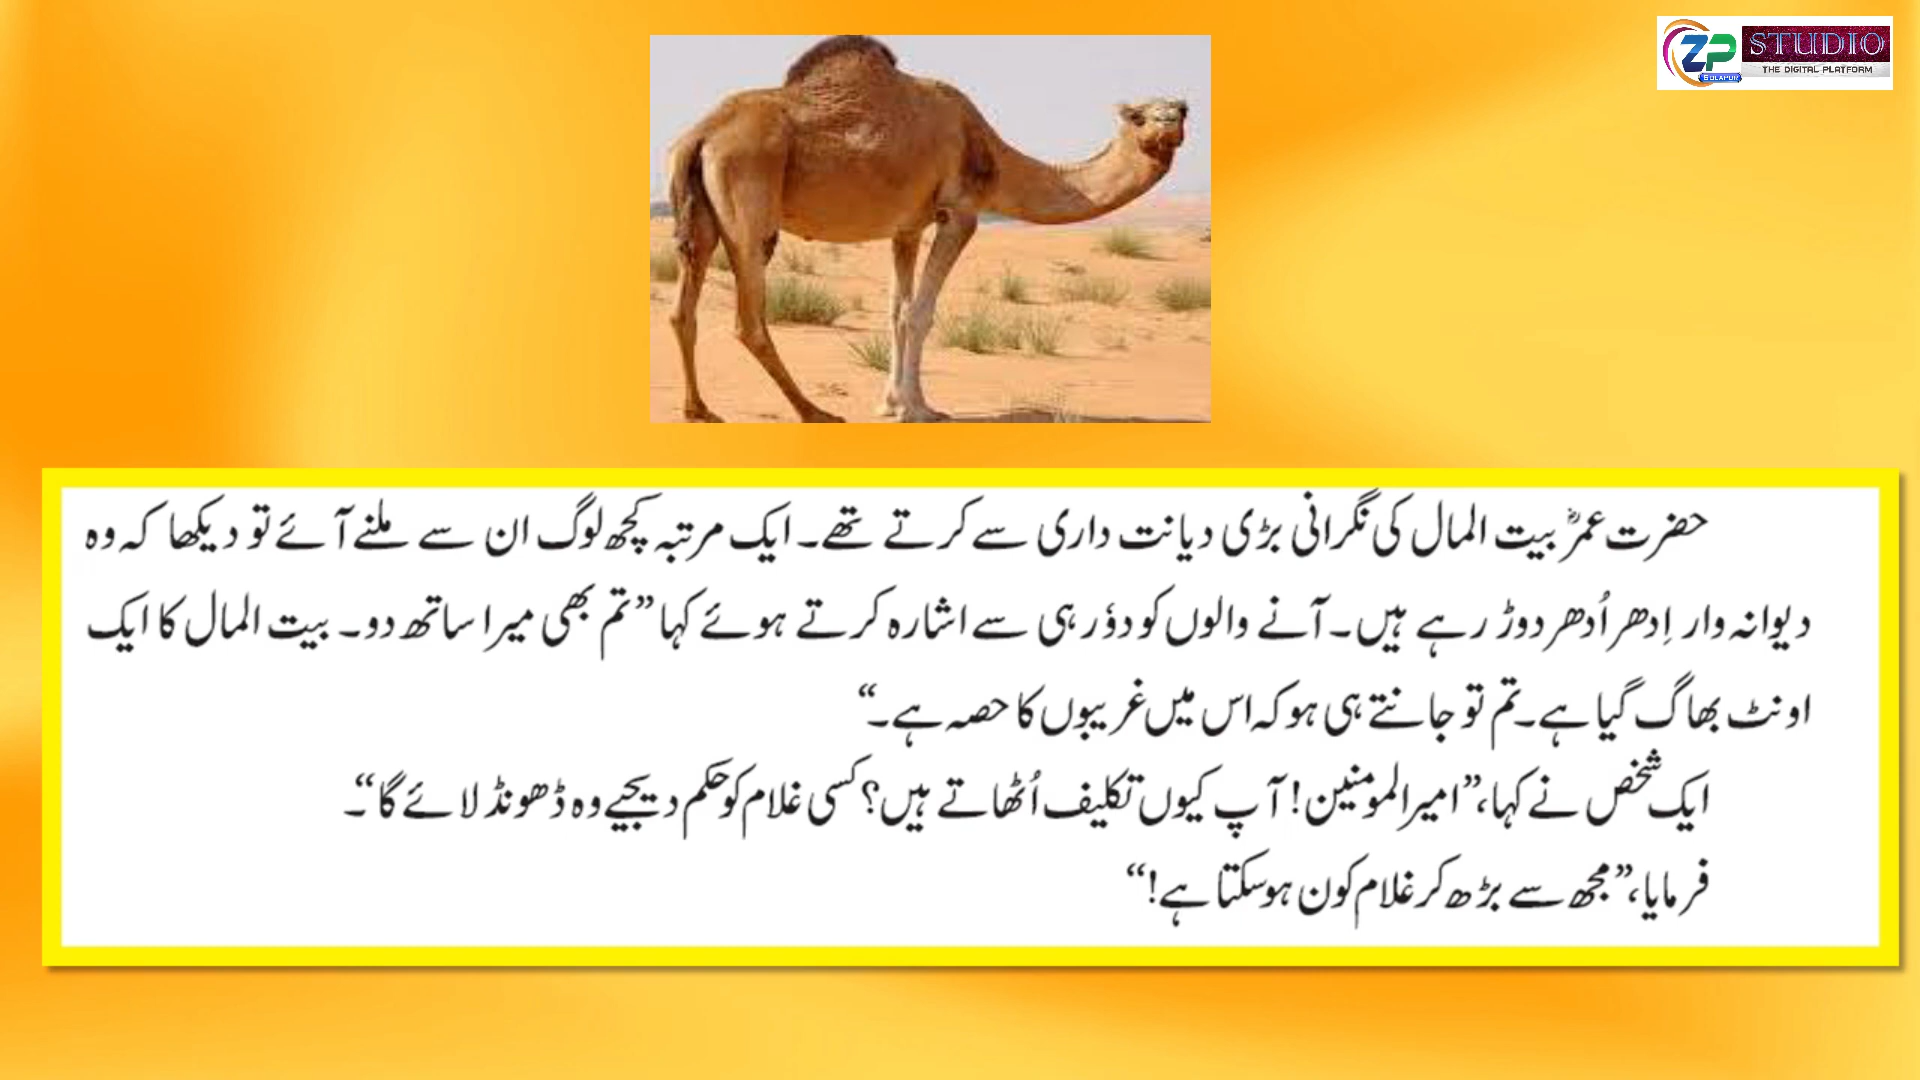 ZP STUDIO
SOLAPUR
THE DIGITAL PLATFORM
حضرت عمرؓ بیت المال کی نگرانی بڑی دیانت داری سے کرتے تھے۔ ایک مرتبہ کچھ لوگ ان سے ملنے آئے تو دیکھا کہ وہ
دیوانہ وار اِدھر اُدھر دوڑ رہے ہیں۔ آنے والوں کو دوٗر ہی سے اشارہ کرتے ہوئے کہا ”تم بھی میرا ساتھ دو۔ بیت المال کا ایک
اونٹ بھاگ گیا ہے۔ تم تو جانتے ہی ہو کہ اس میں غریبوں کا حصہ ہے۔“
ایک شخص نے کہا، ”امیر المومنین! آپ کیوں تکلیف اُٹھاتے ہیں؟ کسی غلام کو حکم دیجیے وہ ڈھونڈ لائے گا“۔
فرمایا، ”مجھ سے بڑھ کر غلام کون ہوسکتا ہے!“